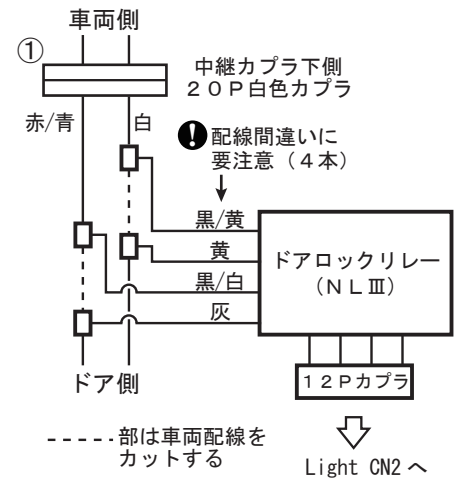 車両側
①
中継カプラ下側
２０Ｐ白色カプラ
赤/青
白
配線間違いに
要注意（４本）
黒/黄
黄
黒/白
灰
ドアロックリレー
（ＮＬⅢ）
１２Ｐカプラ
ドア側
部は車両配線を
カットする
Light CN2 へ